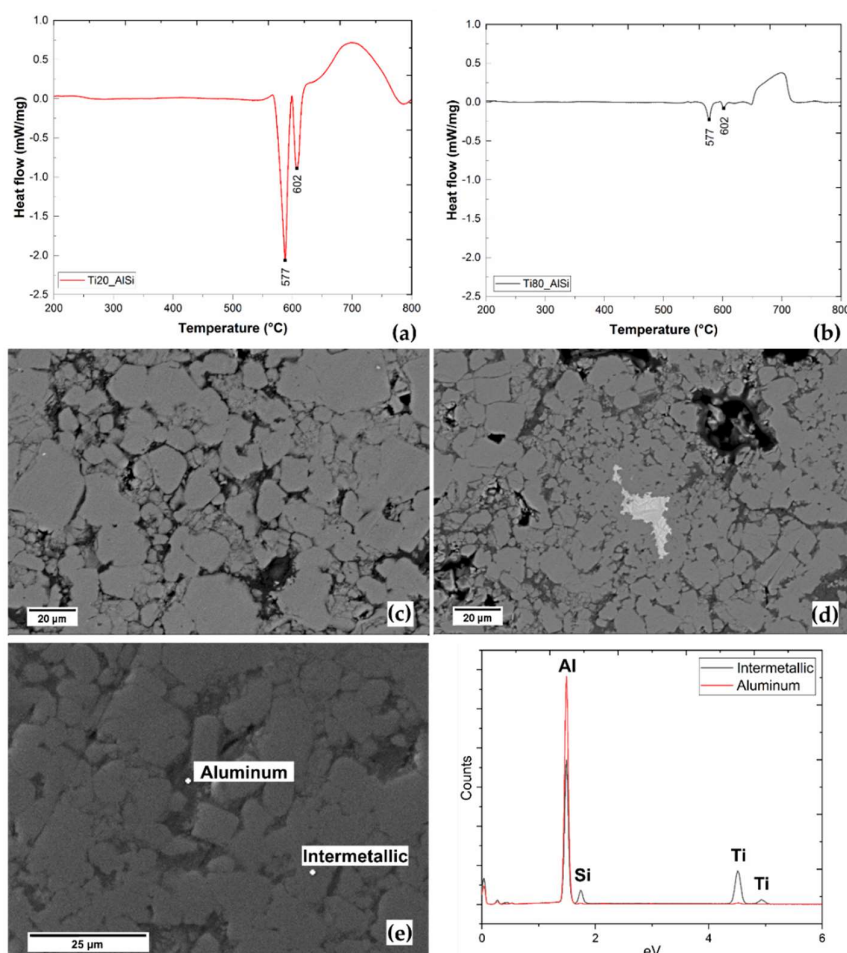 1.0
0.5
0.0
-0.5
-1.0
-1.5
-2.0
-2.5
Heat flow (mW/mg)
577
602
Ti20_AlSi
200 300 400 500 600 700 800
Temperature (°C)
(a)
1.0
0.5
0.0
-0.5
-1.0
-1.5
-2.0
-2.5
Heat flow (mW/mg)
577
602
Ti80_AlSi
200 300 400 500 600 700 800
Temperature (°C)
(b)
20 µm
(c)
20 µm
(d)
Aluminum
Intermetallic
25 µm
(e)
Al
Intermetallic
Aluminum
Counts
Si
Ti
Ti
0 2 4 6
eV